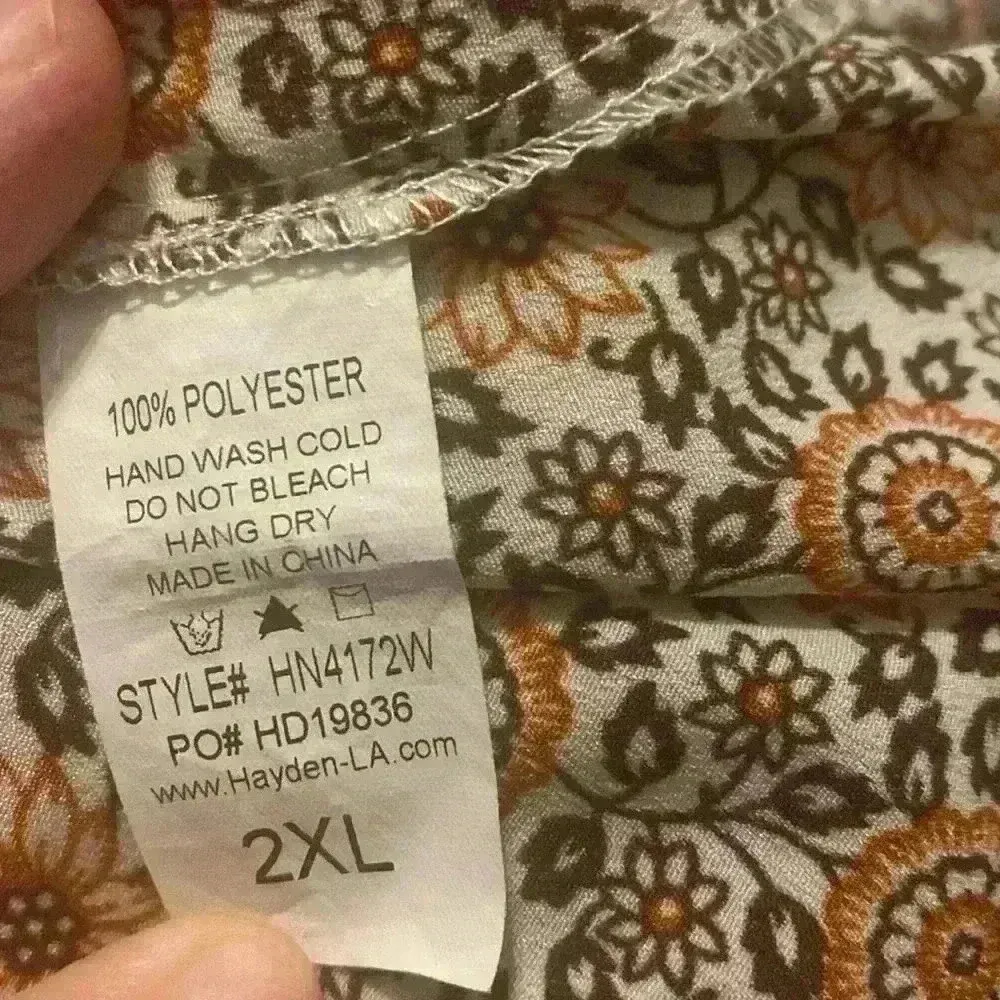 100% POLYESTER
HAND WASH COLD
DO NOT BLEACH
HANG DRY
MADE IN CHINA
STYLE# HN4172W
PO# HD19836
www.Hayden-LA.com
2XL